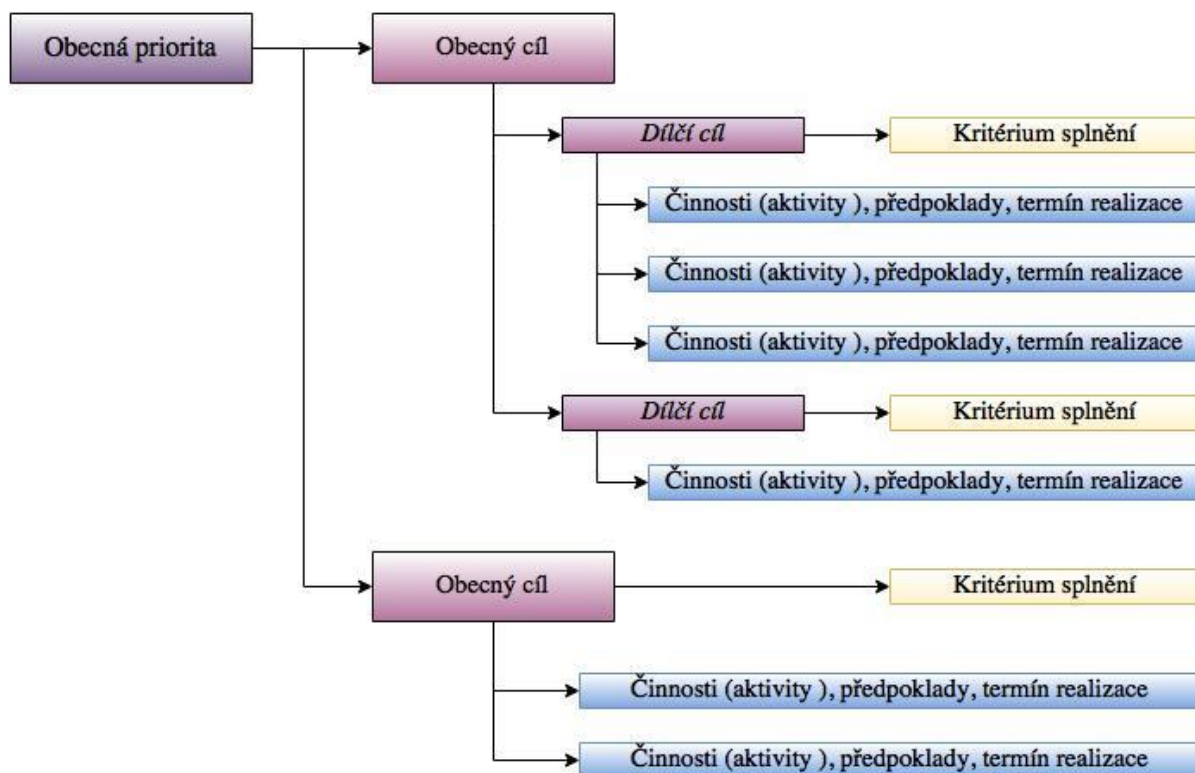 Obecná priorita
Obecný cíl
Dílčí cíl
Kritérium splnění
Činnosti (aktivity ), předpoklady, termín realizace
Činnosti (aktivity ), předpoklady, termín realizace
Činnosti (aktivity ), předpoklady, termín realizace
Dílčí cíl
Kritérium splnění
Činnosti (aktivity ), předpoklady, termín realizace
Obecný cíl
Kritérium splnění
Činnosti (aktivity ), předpoklady, termín realizace
Činnosti (aktivity ), předpoklady, termín realizace